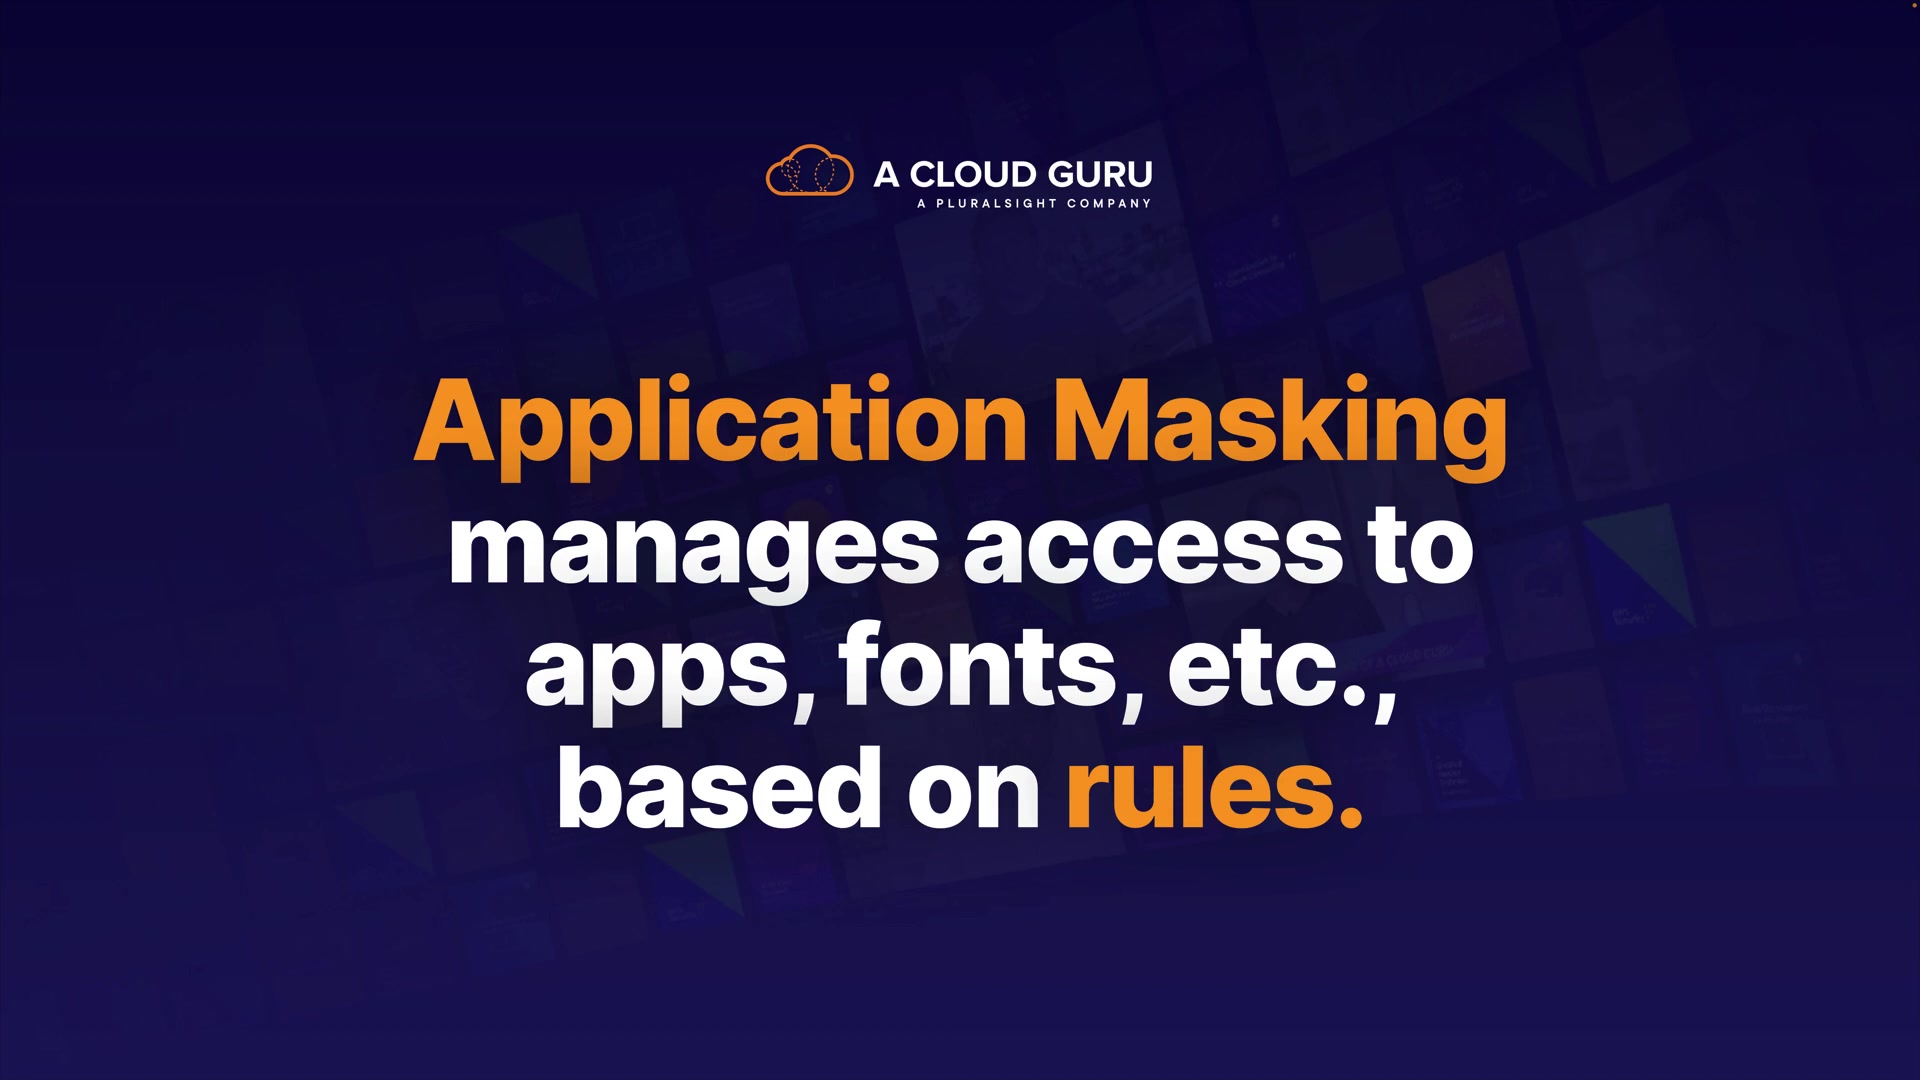 A CLOUD GURU
A PLURALSIGHT COMPANY
Application Masking
manages access to
apps, fonts, etc.,
based on rules.